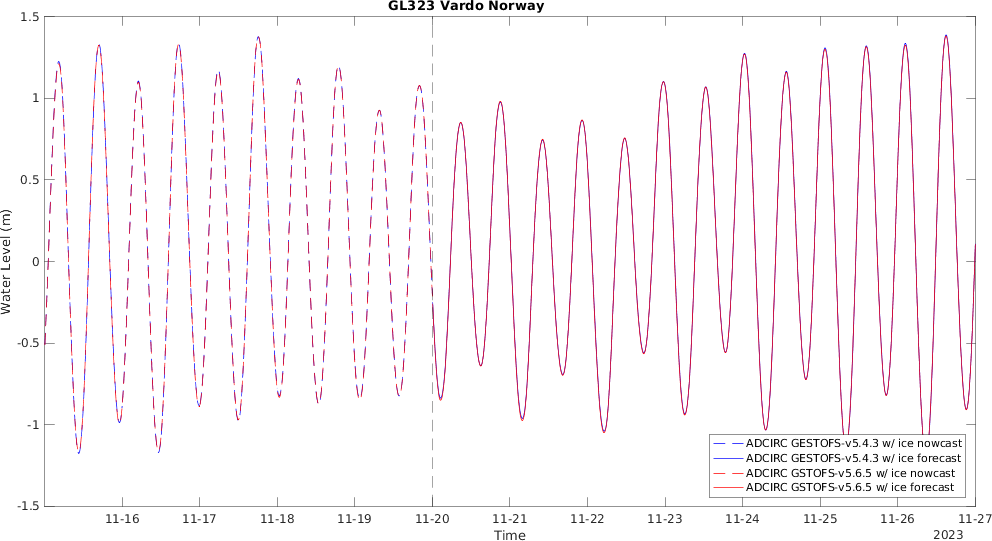 GL323 Vardo Norway
1.5
1
0.5
0
-0.5
-1
-1.5
Water Level (m)
ADCIRC GESTOFS-v5.4.3 w/ ice nowcast
ADCIRC GESTOFS-v5.4.3 w/ ice forecast
ADCIRC GSTOFS-v5.6.5 w/ ice nowcast
ADCIRC GSTOFS-v5.6.5 w/ ice forecast
11-16 11-17 11-18 11-19 11-20 11-21 11-22 11-23 11-24 11-25 11-26 11-27
Time
2023